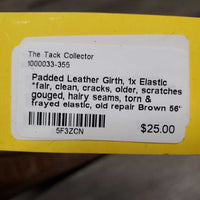 The Tack Collector
1000033-355
Padded Leather Girth, 1x Elastic
*fair, clean, cracks, older, scratches
gouged, hairy seams, torn &
frayed elastic, old repair Brown 56"
5F3ZCN
$25.00